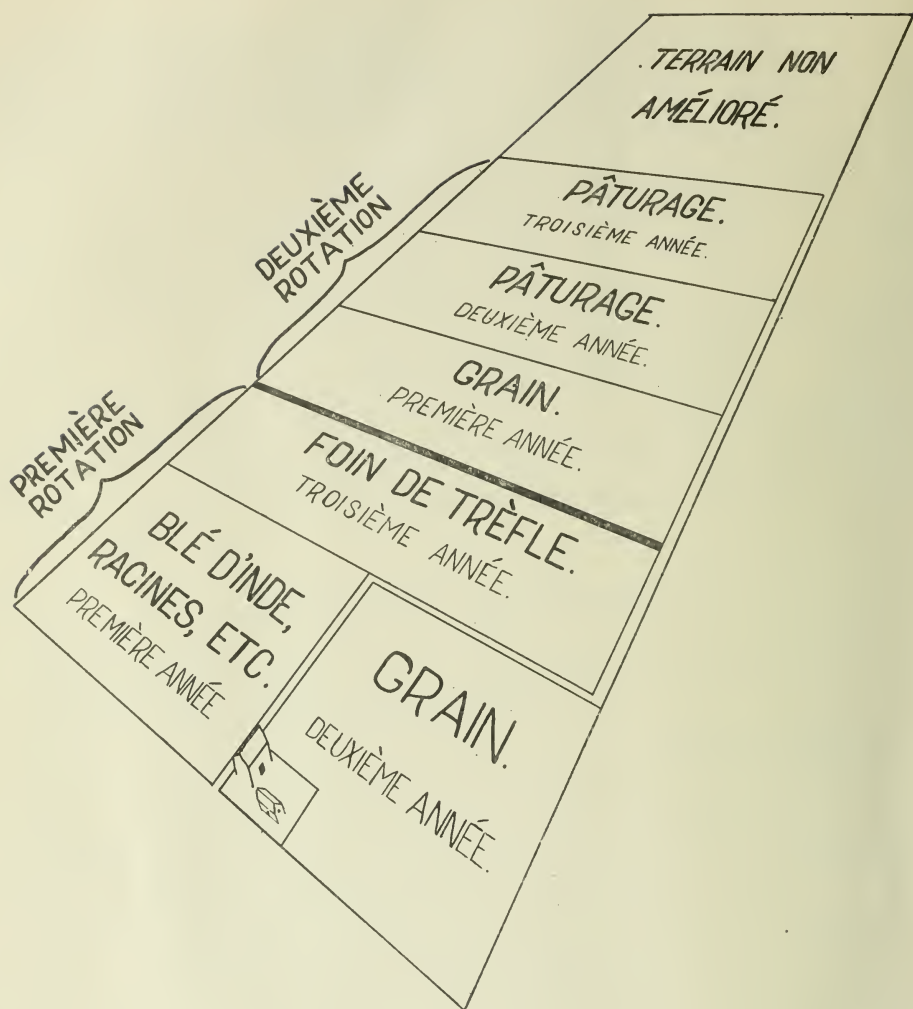 TERRAIN NON
AMÉLIORÉ.
DEUXIÈME
ROTATION
PÂTURAGE.
TROISIÈME ANNÉE.
PÂTURAGE.
DEUXIÈME ANNÉE.
GRAIN.
PREMIÈRE ANNÉE.
PREMIÈRE
ROTATION
FOIN DE TRÈFLE.
TROISIÈME ANNÉE.
BLÉ D'INDE,
RACINES, ETC.
PREMIÈRE ANNÉE
GRAIN.
DEUXIÈME ANNÉE.